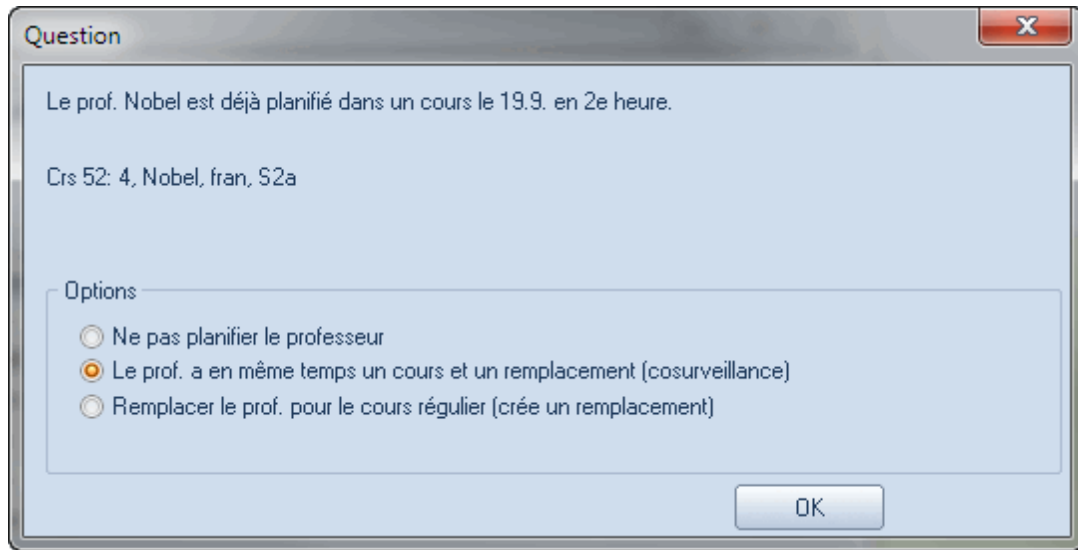 Question
Le prof. Nobel est déjà planifié dans un cours le 19.9. en 2e heure.
Crs 52: 4, Nobel, fran, S2a
Options
Ne pas planifier le professeur
Le prof. a en même temps un cours et un remplacement (cosurveillance)
Remplacer le prof. pour le cours régulier (crée un remplacement)
OK